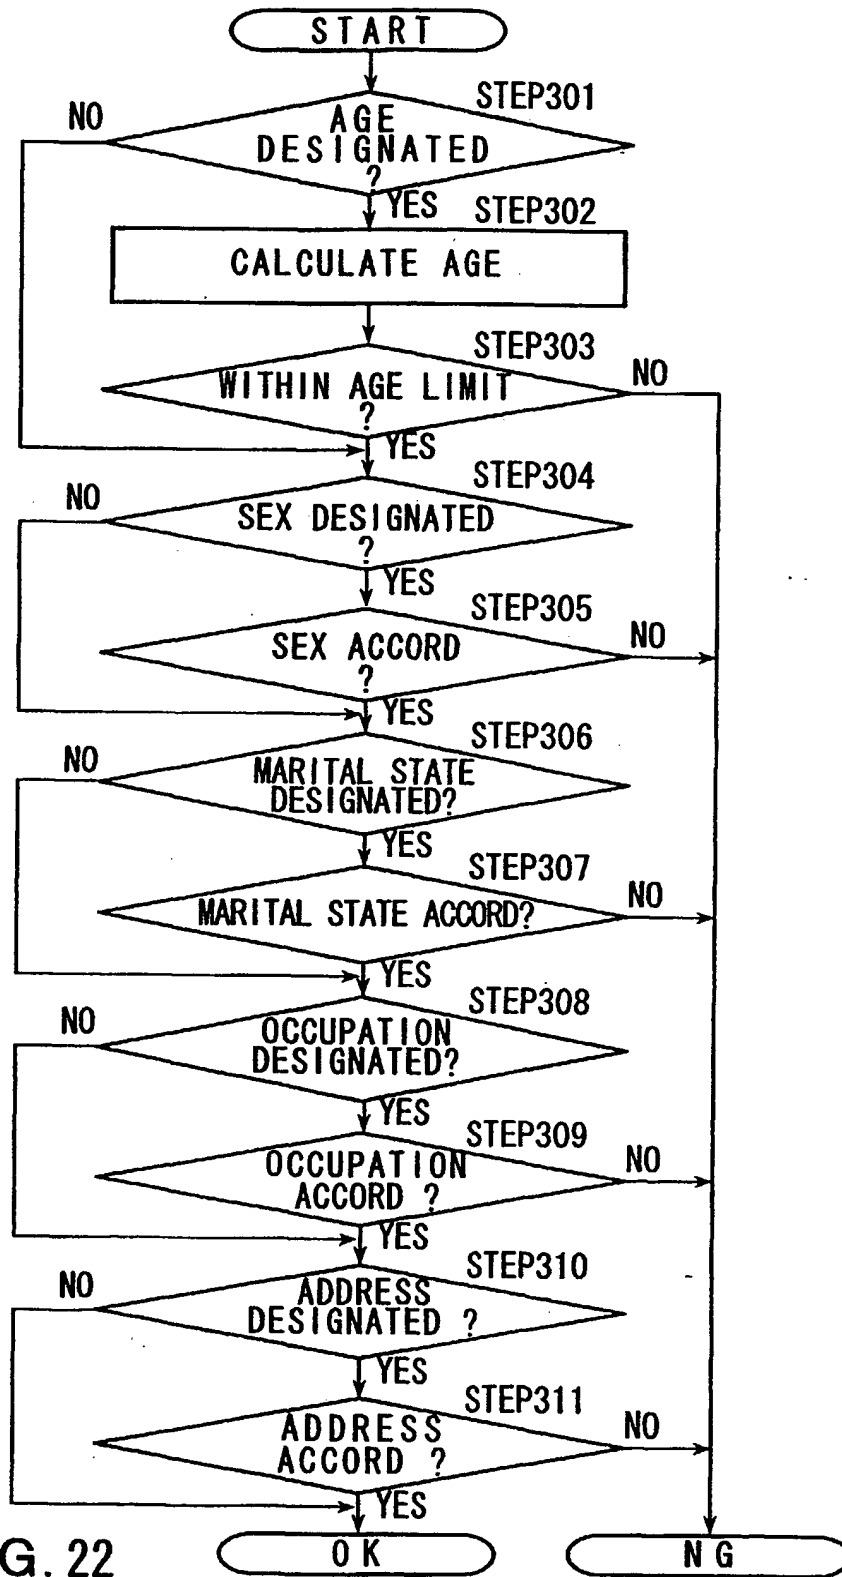 START
STEP301
NO
AGE
DESIGNATED
?
YES
STEP302
CALCULATE AGE
STEP303
WITHIN AGE LIMIT
?
NO
YES
STEP304
NO
SEX DESIGNATED
?
YES
STEP305
SEX ACCORD
?
NO
YES
STEP306
NO
MARITAL STATE
DESIGNATED?
YES
STEP307
MARITAL STATE ACCORD?
NO
YES
STEP308
NO
OCCUPATION
DESIGNATED?
YES
STEP309
OCCUPATION
ACCORD ?
NO
YES
STEP310
NO
ADDRESS
DESIGNATED ?
YES
STEP311
ADDRESS
ACCORD ?
NO
YES
G. 22
OK
NG